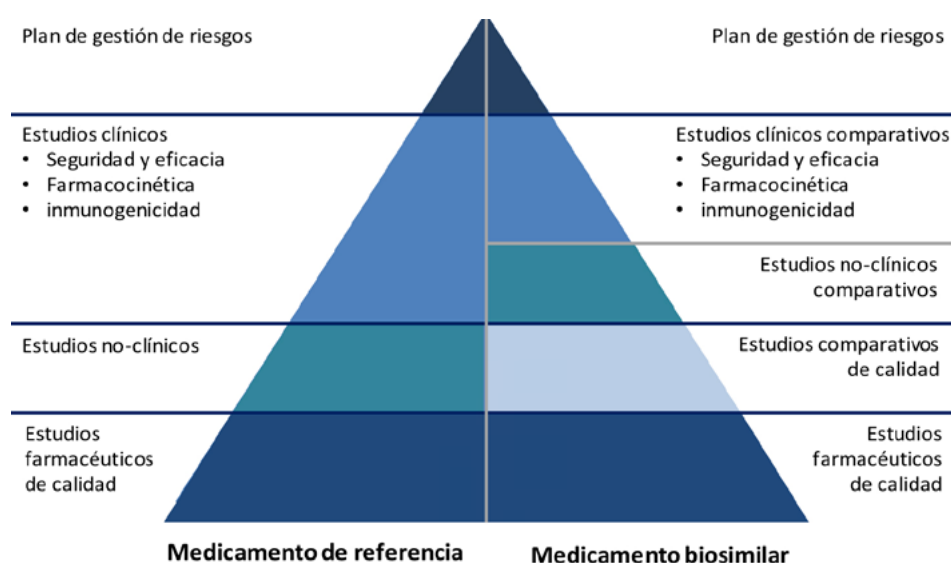 Plan de gestión de riesgos
Plan de gestión de riesgos
Estudios clínicos
• Seguridad y eficacia
• Farmacocinética
• inmunogenicidad
Estudios clínicos comparativos
• Seguridad y eficacia
• Farmacocinética
• inmunogenicidad
Estudios no-clínicos
comparativos
Estudios no-clínicos
Estudios comparativos
de calidad
Estudios
farmacéuticos
de calidad
Estudios
farmacéuticos
de calidad
Medicamento de referencia
Medicamento biosimilar